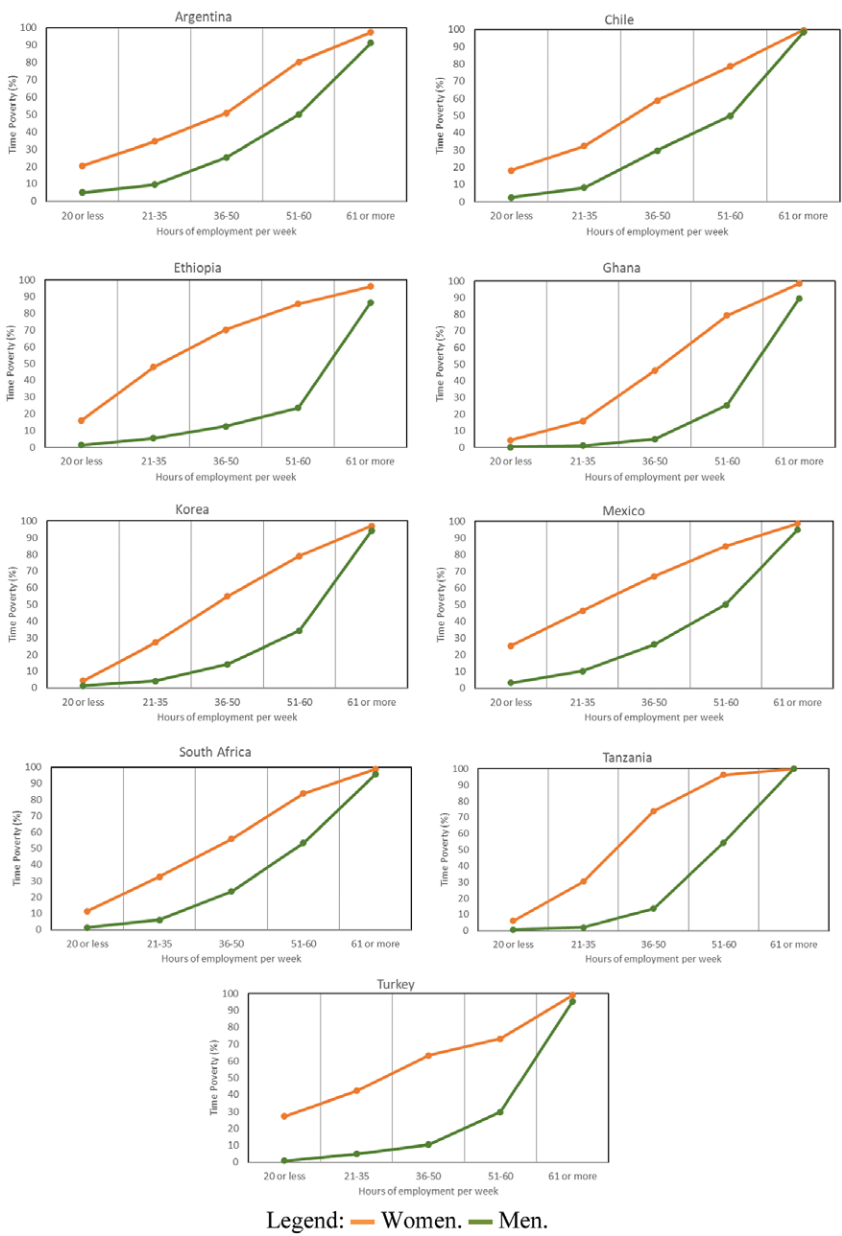 Argentina
Time Poverty (%)
100
90
80
70
60
50
40
30
20
10
0
20 or less 21-35 36-50 51-60 61 or more
Hours of employment per week
Chile
Time Poverty (%)
100
90
80
70
60
50
40
30
20
10
0
20 or less 21-35 36-50 51-60 61 or more
Hours of employment per week
Ethiopia
Time Poverty (%)
100
90
80
70
60
50
40
30
20
10
0
20 or less 21-35 36-50 51-60 61 or more
Hours of employment per week
Ghana
Time Poverty (%)
100
90
80
70
60
50
40
30
20
10
0
20 or less 21-35 36-50 51-60 61 or more
Hours of employment per week
Korea
Time Poverty (%)
100
90
80
70
60
50
40
30
20
10
0
20 or less 21-35 36-50 51-60 61 or more
Hours of employment per week
Mexico
Time Poverty (%)
100
90
80
70
60
50
40
30
20
10
0
20 or less 21-35 36-50 51-60 61 or more
Hours of employment per week
South Africa
Time Poverty (%)
100
90
80
70
60
50
40
30
20
10
0
20 or less 21-35 36-50 51-60 61 or more
Hours of employment per week
Tanzania
Time Poverty (%)
100
90
80
70
60
50
40
30
20
10
0
20 or less 21-35 36-50 51-60 61 or more
Hours of employment per week
Turkey
Time Poverty (%)
100
90
80
70
60
50
40
30
20
10
0
20 or less 21-35 36-50 51-60 61 or more
Hours of employment per week
Legend: Women. Men.